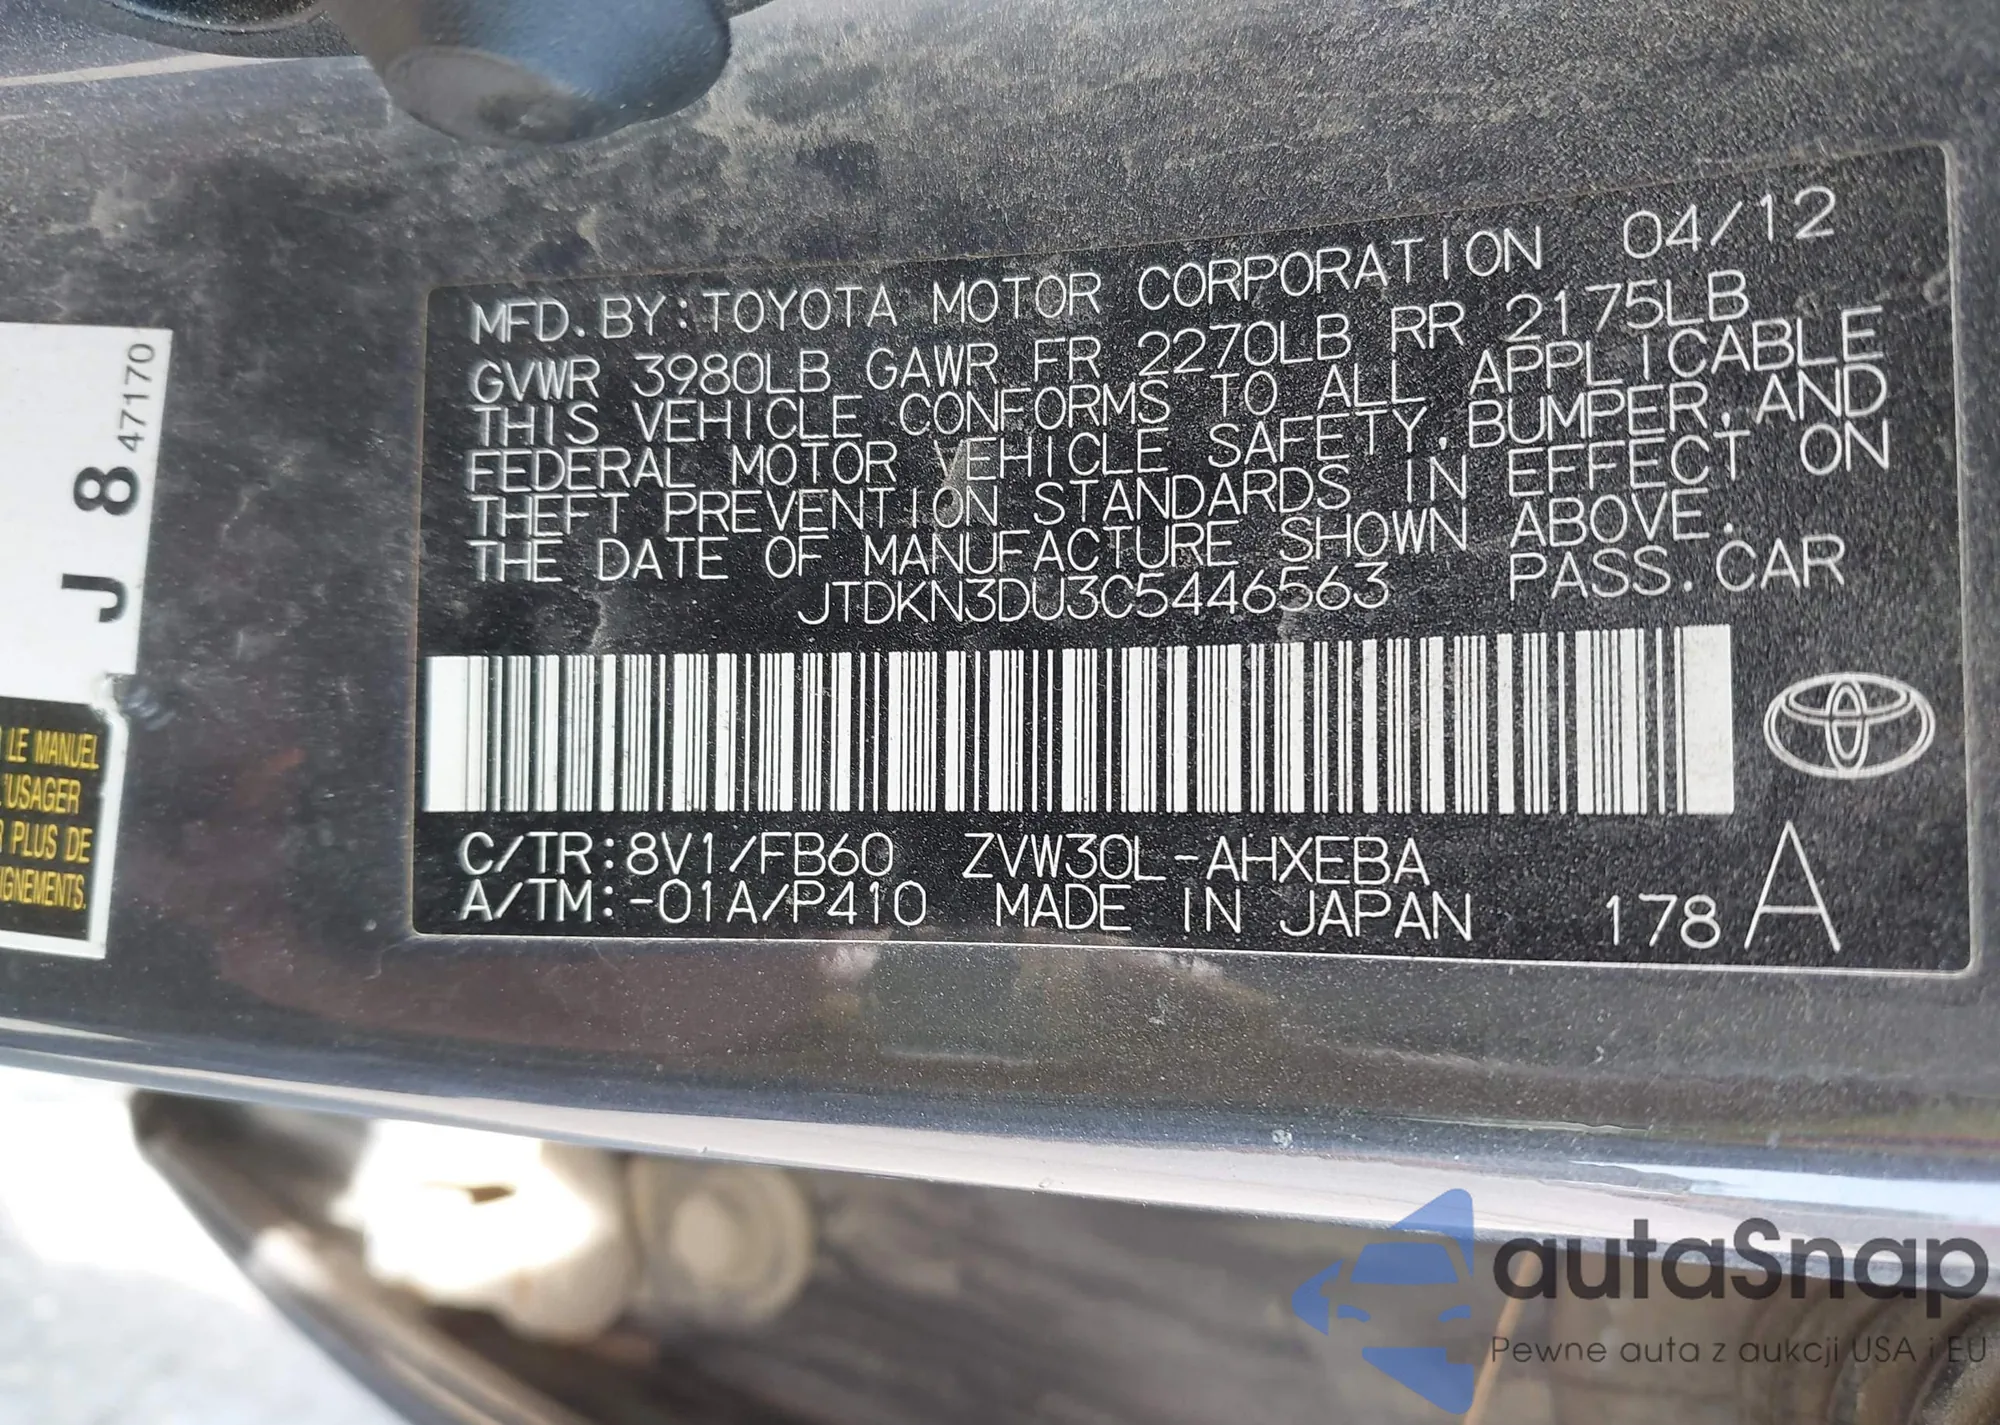 MFD. BY: TOYOTA MOTOR CORPORATION 04/12
GVWR 3980LB GAWR FR 2270LB RR 2175LB
THIS VEHICLE CONFORMS TO ALL APPLICABLE
FEDERAL MOTOR VEHICLE SAFETY, BUMPER, AND
THEFT PREVENTION STANDARDS IN EFFECT ON
THE DATE OF MANUFACTURE SHOWN ABOVE.
JTDKN3DU3C5446563 PASS. CAR
C/TR: 8V1/FB60 ZVW30L-AHXEBA
A/TM: -01A/P410 MADE IN JAPAN 178 A
J 8 47170
LE MANUEL
L'USAGER
PLUS DE
autaSnap
Pewne auta z aukcji USA i EU